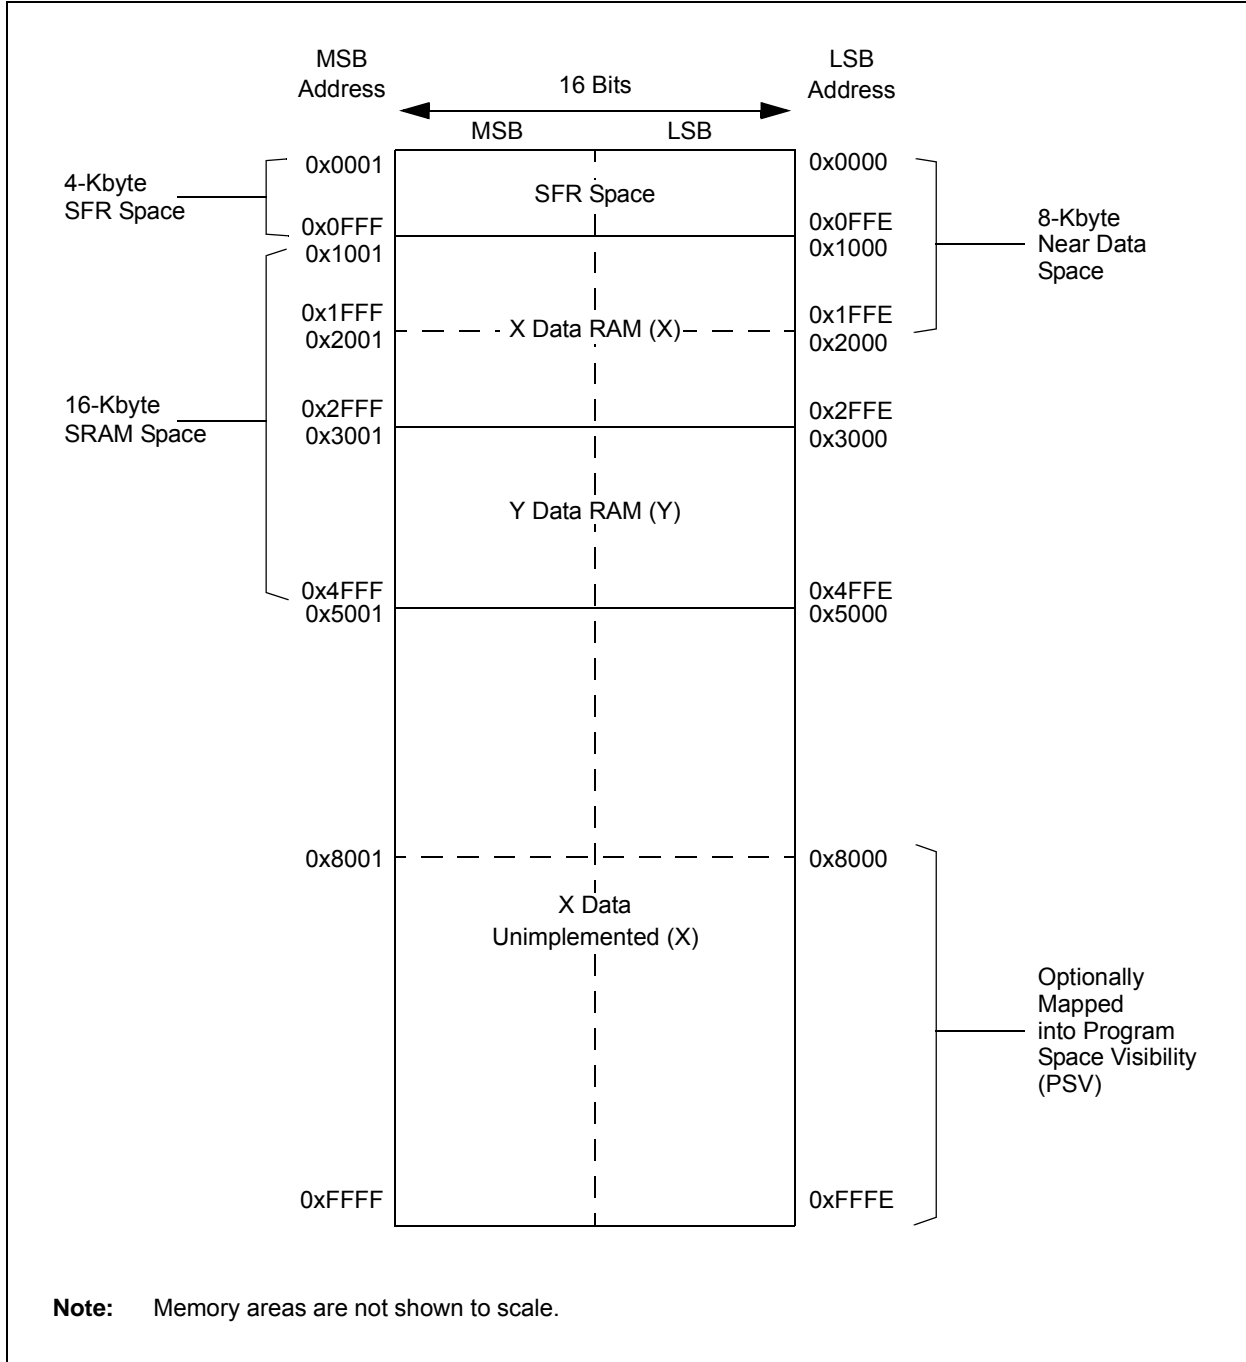 MSB
Address
16 Bits
LSB
Address
MSB
LSB
0x0001
0x0000
4-Kbyte
SFR Space
SFR Space
0x0FFF
0x0FFE
0x1001
0x1000
8-Kbyte
Near Data
Space
0x1FFF
0x1FFE
X Data RAM (X)
0x2001
0x2000
16-Kbyte
SRAM Space
0x2FFF
0x2FFE
0x3001
0x3000
Y Data RAM (Y)
0x4FFF
0x4FFE
0x5001
0x5000
0x8001
0x8000
X Data
Unimplemented (X)
Optionally
Mapped
into Program
Space Visibility
(PSV)
0xFFFF
0xFFFE
Note: Memory areas are not shown to scale.